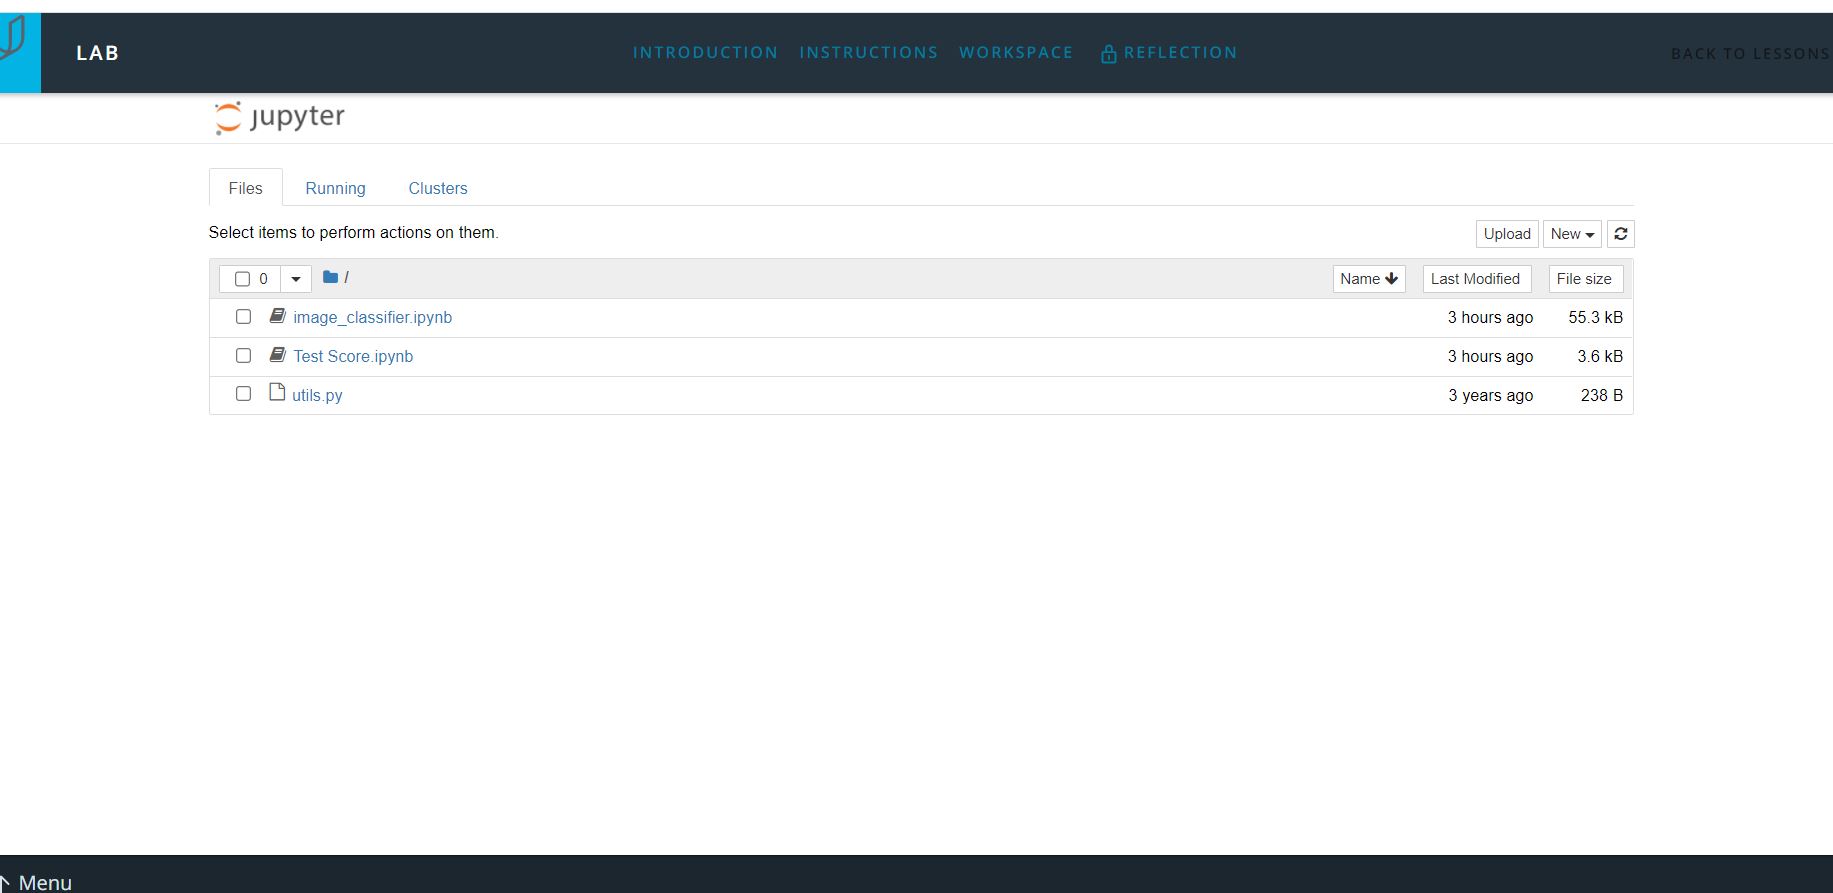 LAB
INTRODUCTION INSTRUCTIONS WORKSPACE REFLECTION
BACK TO LESSONS
jupyter
Files Running Clusters
Select items to perform actions on them.
Upload New
0 /
Name Last Modified File size
image_classifier.ipynb 3 hours ago 55.3 kB
Test Score.ipynb 3 hours ago 3.6 kB
utils.py 3 years ago 238 B
Menu